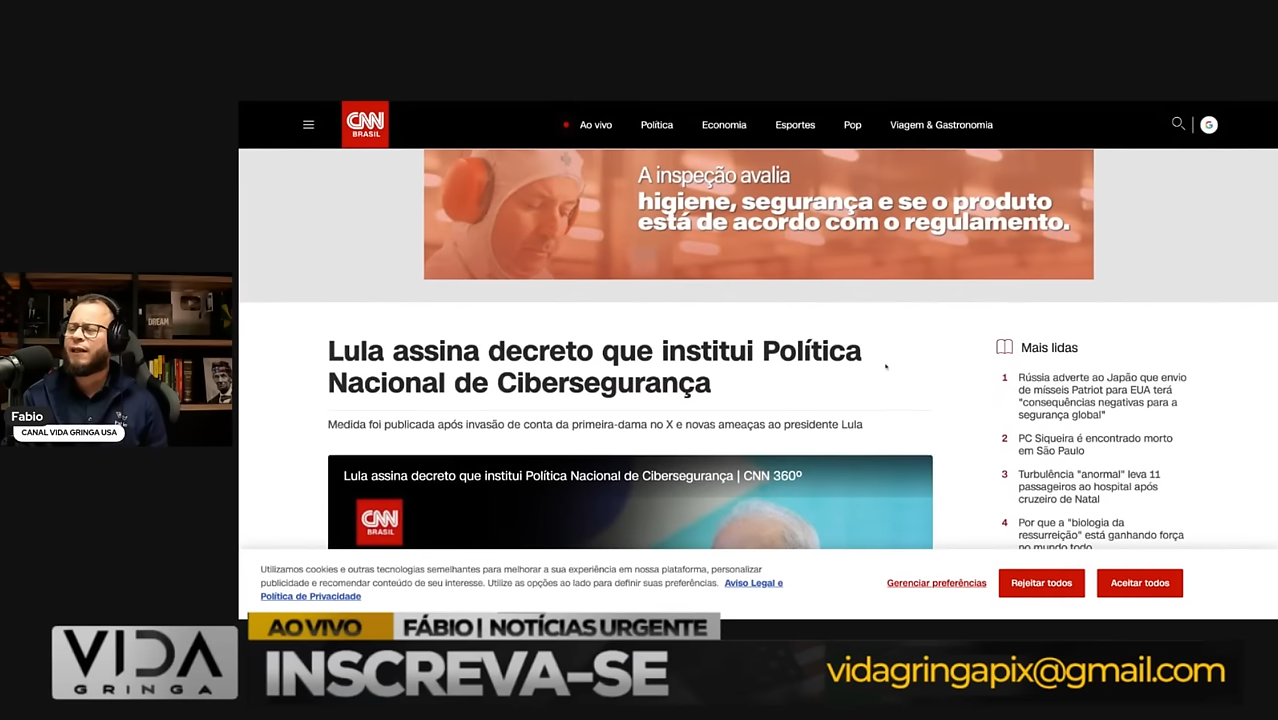 CNN
BRASIL
Ao vivo
Política
Economia
Esportes
Pop
Viagem & Gastronomia
G
A inspeção avalia
higiene, segurança e se o produto
está de acordo com o regulamento.
Lula assina decreto que institui Política
Nacional de Cibersegurança
Medida foi publicada após invasão de conta da primeira-dama no X e novas ameaças ao presidente Lula
Lula assina decreto que institui Política Nacional de Cibersegurança | CNN 360º
CNN
BRASIL
Mais lidas
1 Rússia adverte ao Japão que envio
de mísseis Patriot para EUA terá
"consequências negativas para a
segurança global"
2 PC Siqueira é encontrado morto
em São Paulo
3 Turbulência "anormal" leva 11
passageiros ao hospital após
cruzeiro de Natal
4 Por que a "biologia da
ressurreição" está ganhando força
no mundo todo
DREAM
Fabio
CANAL VIDA GRINGA USA
Utilizamos cookies e outras tecnologias semelhantes para melhorar a sua experiência em nossa plataforma, personalizar
publicidade e recomendar conteúdo de seu interesse. Utilize as opções ao lado para definir suas preferências. Aviso Legal e
Política de Privacidade
Gerenciar preferências
Rejeitar todos
Aceitar todos
VIDA
GRINGA
AO VIVO
FÁBIO | NOTÍCIAS URGENTE
INSCREVA-SE
vidagringapix@gmail.com